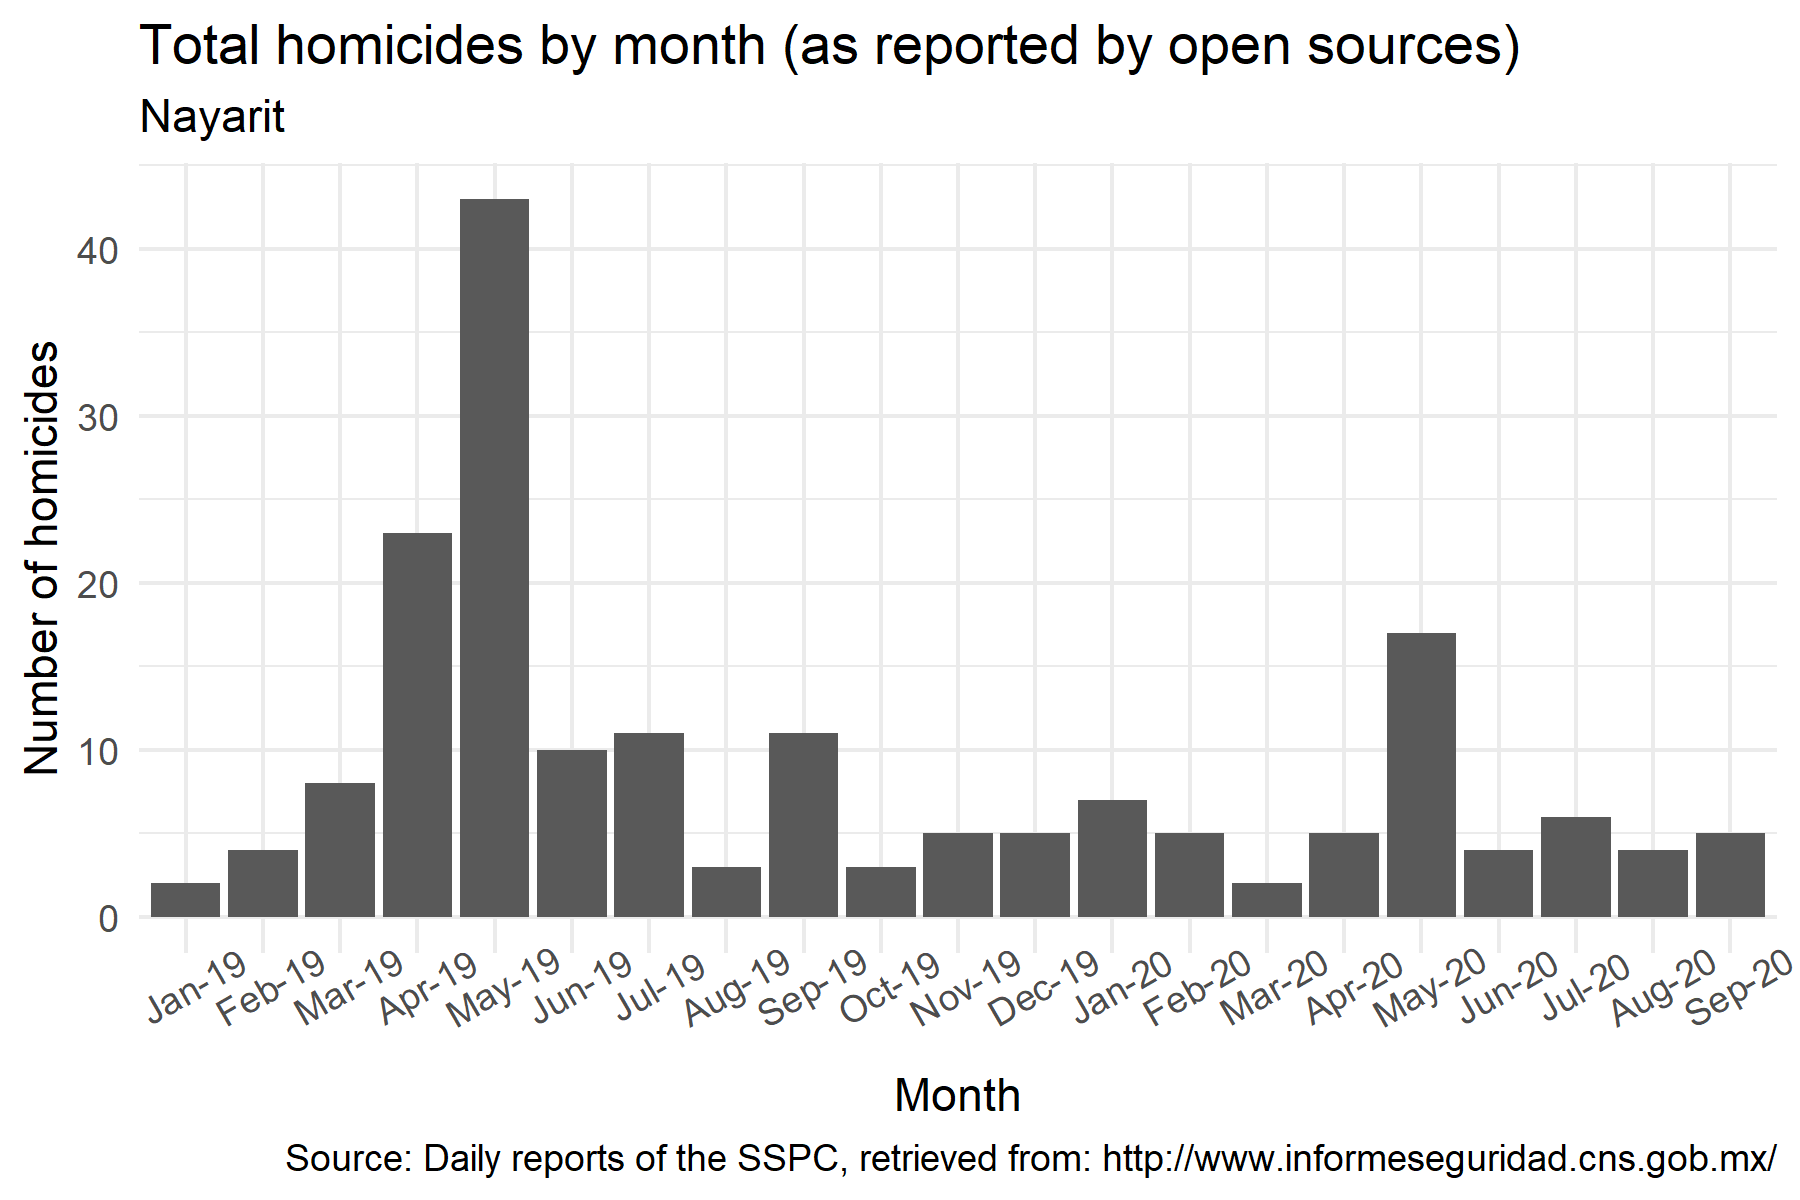 Total homicides by month (as reported by open sources)
Nayarit
Number of homicides
40
30
20
10
0
Jan-19
Feb-19
Mar-19
Apr-19
May-19
Jun-19
Jul-19
Aug-19
Sep-19
Oct-19
Nov-19
Dec-19
Jan-20
Feb-20
Mar-20
Apr-20
May-20
Jun-20
Jul-20
Aug-20
Sep-20
Month
Source: Daily reports of the SSPC, retrieved from: http://www.informeseguridad.cns.gob.mx/